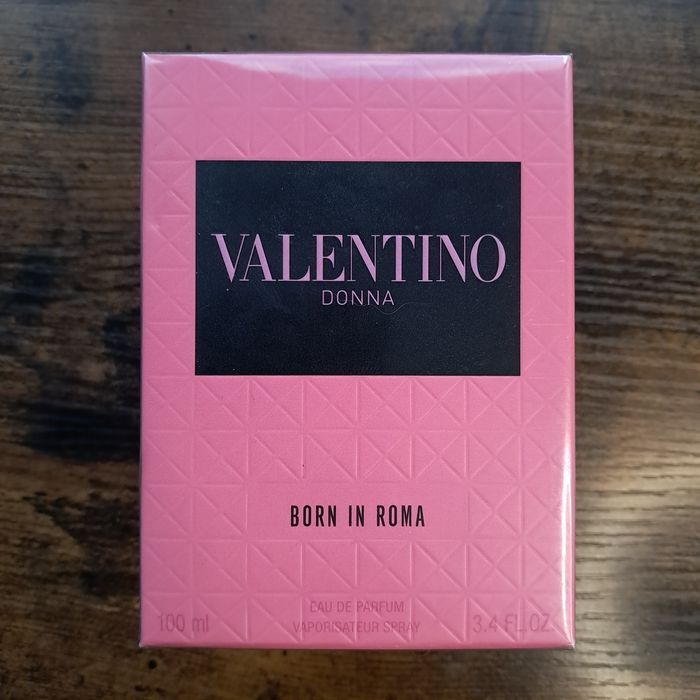 VALENTINO
DONNA
BORN IN ROMA
EAU DE PARFUM
100 ml VAPORISATEUR SPRAY 3.4 FL.OZ